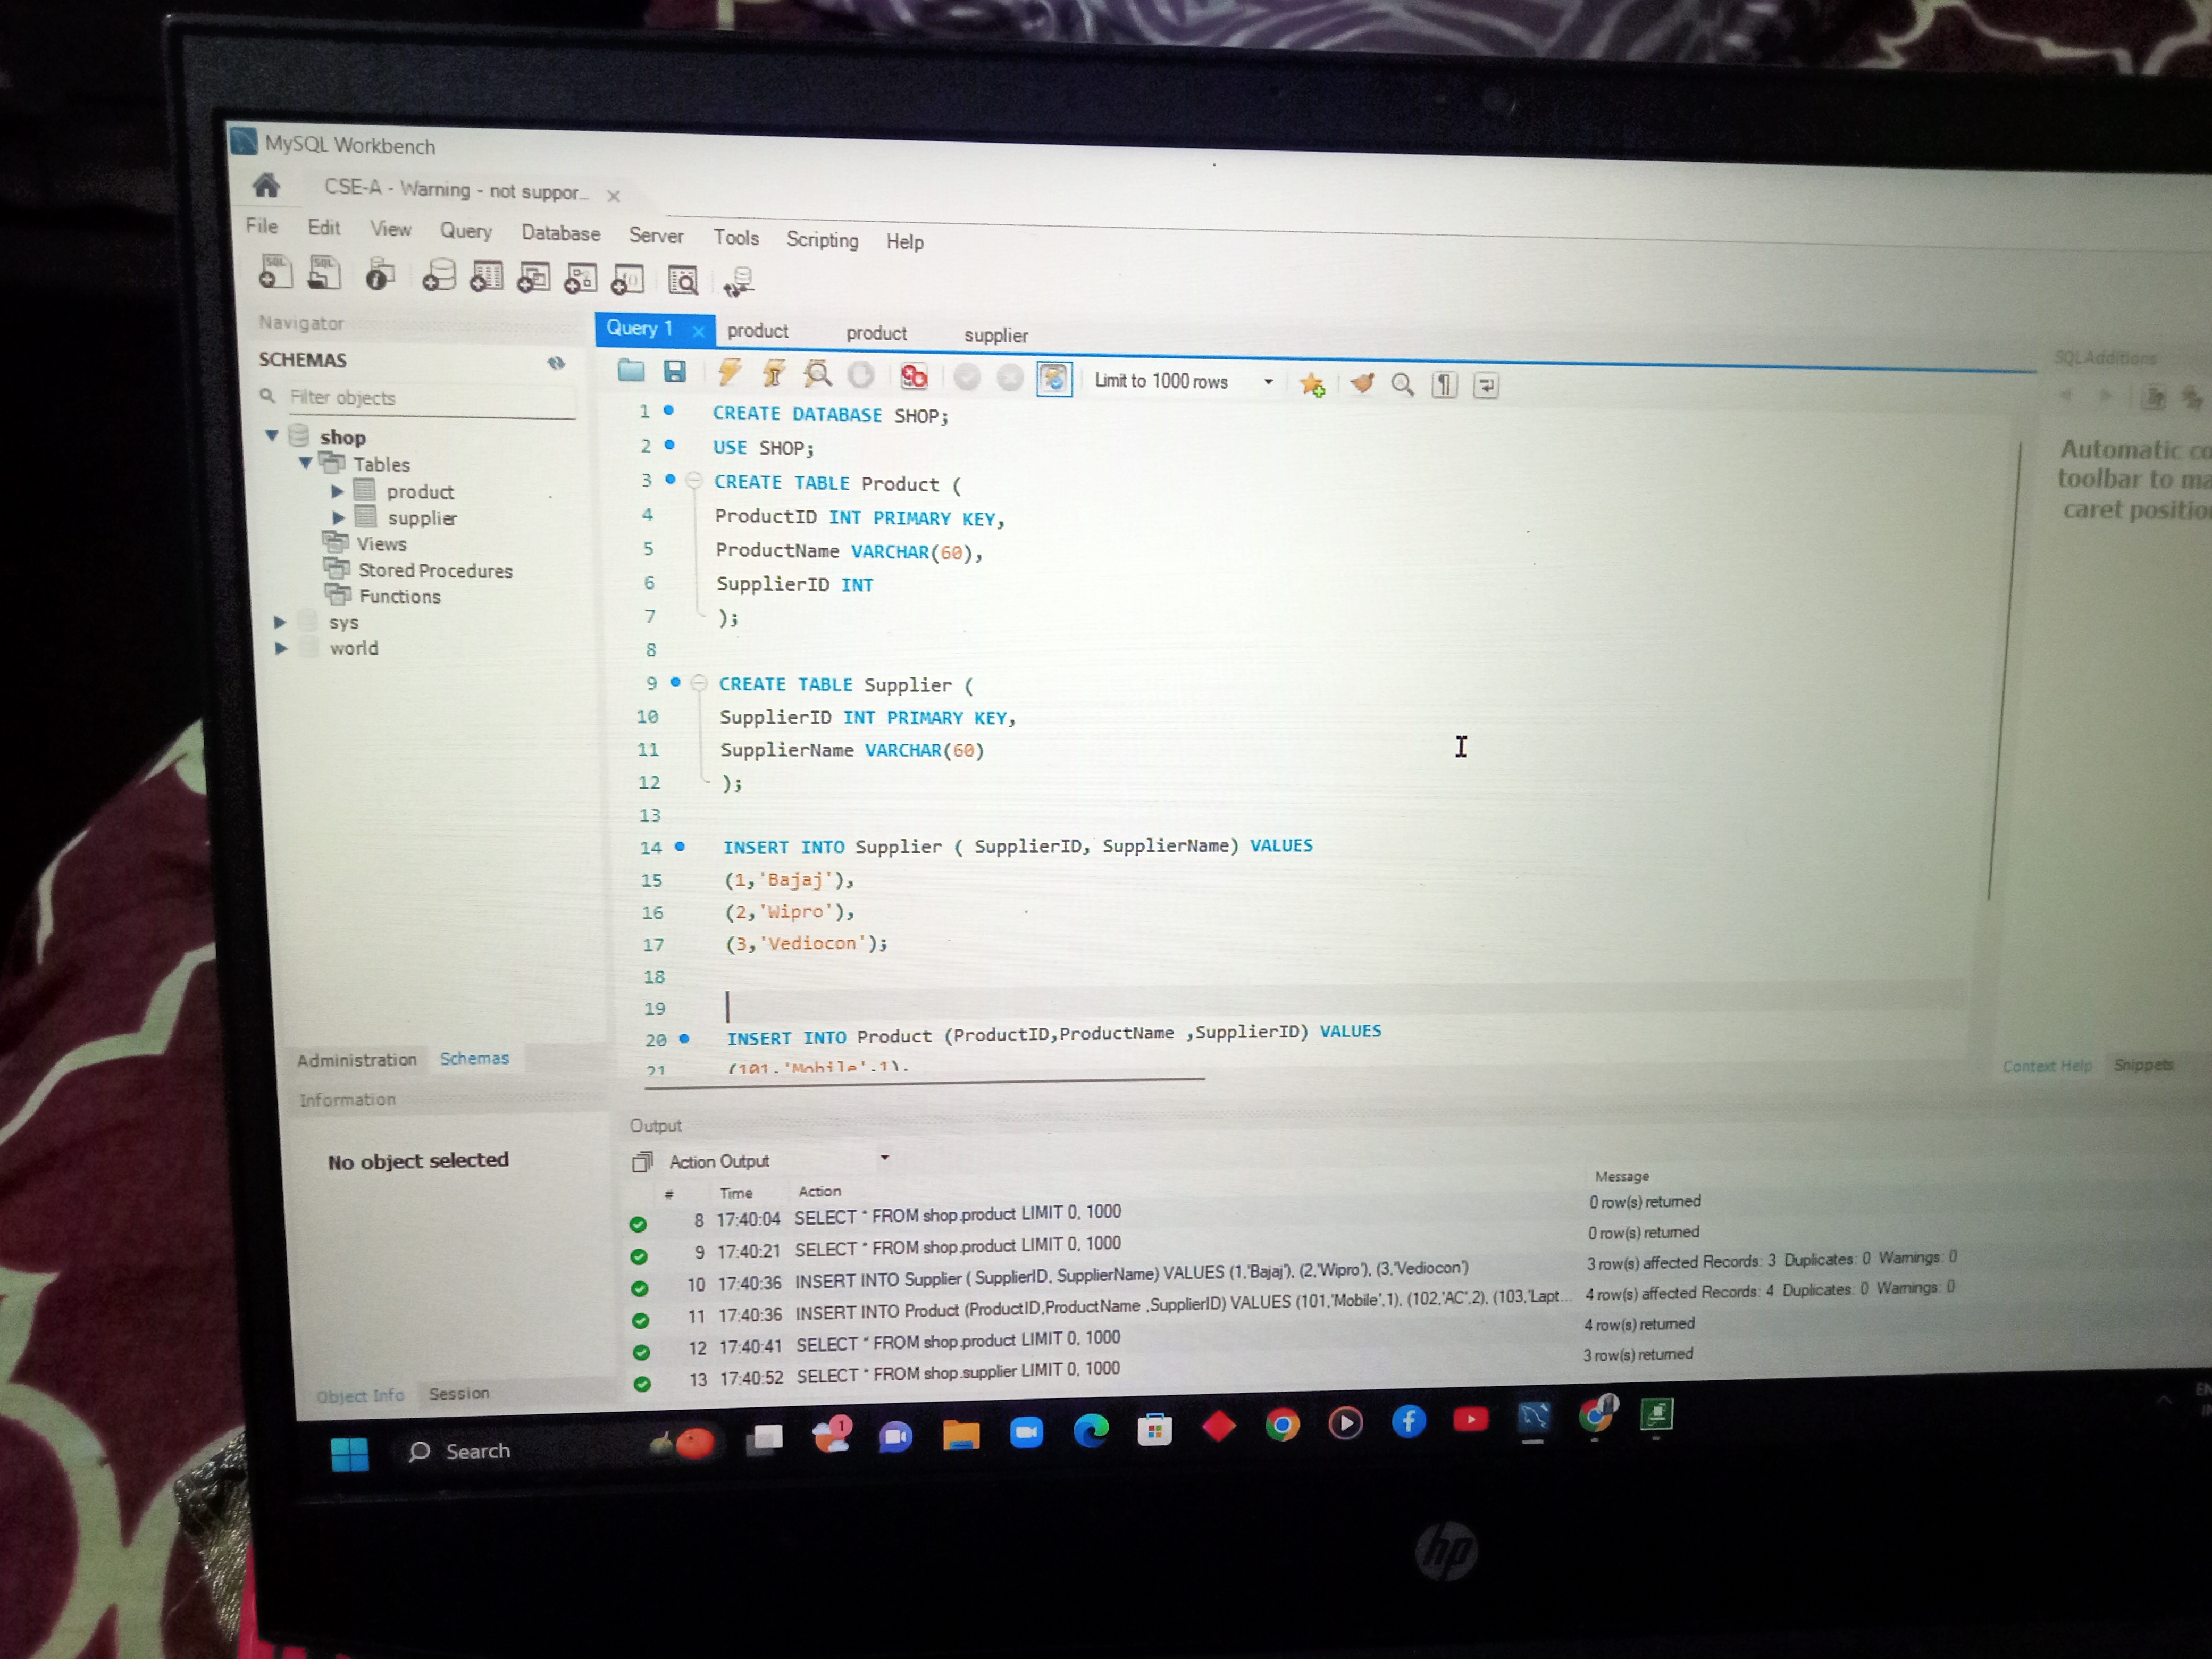 MySQL Workbench
CSE-A - Warning - not suppor...
File Edit View Query Database Server Tools Scripting Help
Navigator
SCHEMAS
Filter objects
shop
Tables
product
supplier
Views
Stored Procedures
Functions
sys
world
Administration Schemas
Information
No object selected
Object Info Session
Query 1 product product supplier
Limit to 1000 rows
1 CREATE DATABASE SHOP;
2 USE SHOP;
3 CREATE TABLE Product (
4 ProductID INT PRIMARY KEY,
5 ProductName VARCHAR(60),
6 SupplierID INT
7 );
8
9 CREATE TABLE Supplier (
10 SupplierID INT PRIMARY KEY,
11 SupplierName VARCHAR(60)
12 );
13
14 INSERT INTO Supplier ( SupplierID, SupplierName) VALUES
15 (1,'Bajaj'),
16 (2,'Wipro'),
17 (3,'Vediocon');
18
19
20 INSERT INTO Product (ProductID,ProductName ,SupplierID) VALUES
21 (101,'Mobile',1),
SQLAdditions
Automatic co
toolbar to ma
caret position
Context Help Snippets
Output
Action Output
# Time Action Message
8 17:40:04 SELECT * FROM shop.product LIMIT 0, 1000 0 row(s) returned
9 17:40:21 SELECT * FROM shop.product LIMIT 0, 1000 0 row(s) returned
10 17:40:36 INSERT INTO Supplier ( SupplierID, SupplierName) VALUES (1,'Bajaj'), (2,'Wipro'), (3,'Vediocon') 3 row(s) affected Records: 3 Duplicates: 0 Warnings: 0
11 17:40:36 INSERT INTO Product (ProductID,ProductName ,SupplierID) VALUES (101,'Mobile',1), (102,'AC',2), (103,'Lapt... 4 row(s) affected Records: 4 Duplicates: 0 Warnings: 0
12 17:40:41 SELECT * FROM shop.product LIMIT 0, 1000 4 row(s) returned
13 17:40:52 SELECT * FROM shop.supplier LIMIT 0, 1000 3 row(s) returned
Search
1
hp